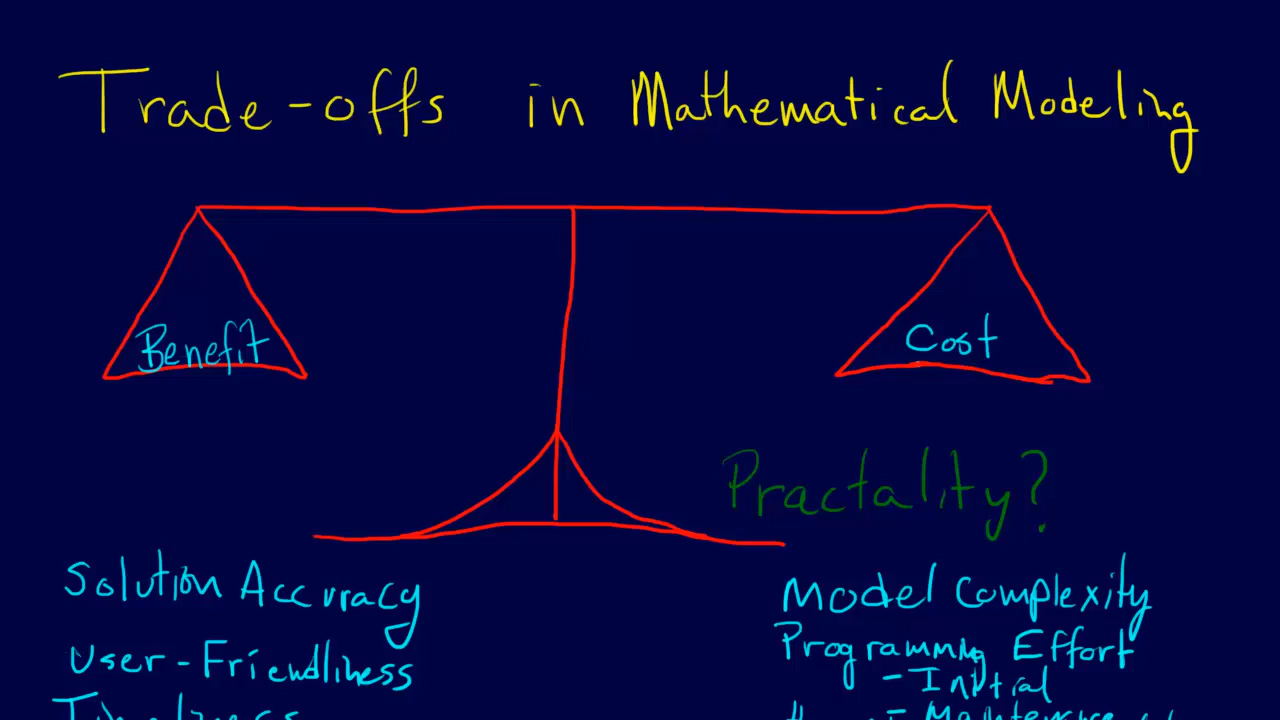 Trade-offs in Mathematical Modeling
Benefit
Cost
Practality?
Solution Accuracy
User-Friendliness
Model Complexity
Programming Effort
- Initial